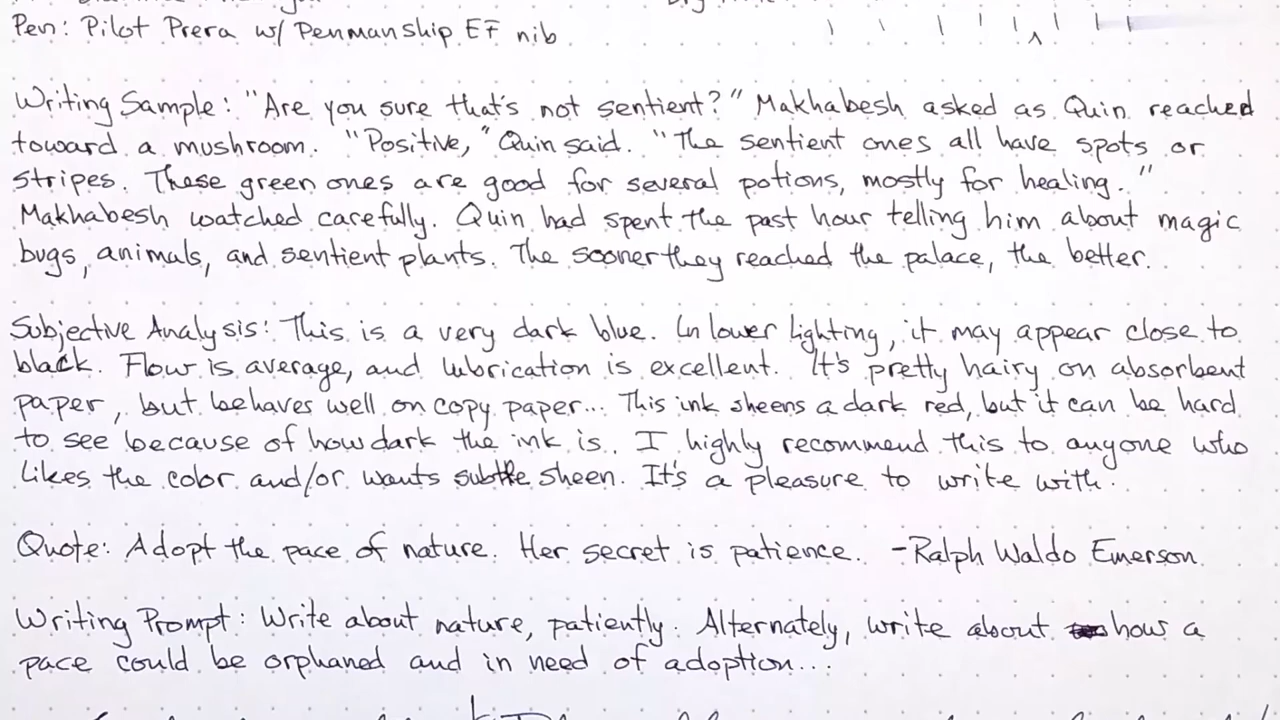 Pen: Pilot Prera w/ Penmanship EF nib
Writing Sample: "Are you sure that's not sentient?" Makhabesh asked as Quin reached
toward a mushroom. "Positive," Quin said. "The sentient ones all have spots or
stripes. These green ones are good for several potions, mostly for healing."
Makhabesh watched carefully. Quin had spent the past hour telling him about magic
bugs, animals, and sentient plants. The sooner they reached the palace, the better.
Subjective Analysis: This is a very dark blue. In lower lighting, it may appear close to
black. Flow is average, and lubrication is excellent. It's pretty hairy on absorbent
paper, but behaves well on copy paper... This ink sheens a dark red, but it can be hard
to see because of how dark the ink is. I highly recommend this to anyone who
likes the color and/or wants subtle sheen. It's a pleasure to write with.
Quote: Adopt the pace of nature. Her secret is patience. -Ralph Waldo Emerson
Writing Prompt: Write about nature, patiently. Alternately, write about how a
pace could be orphaned and in need of adoption...